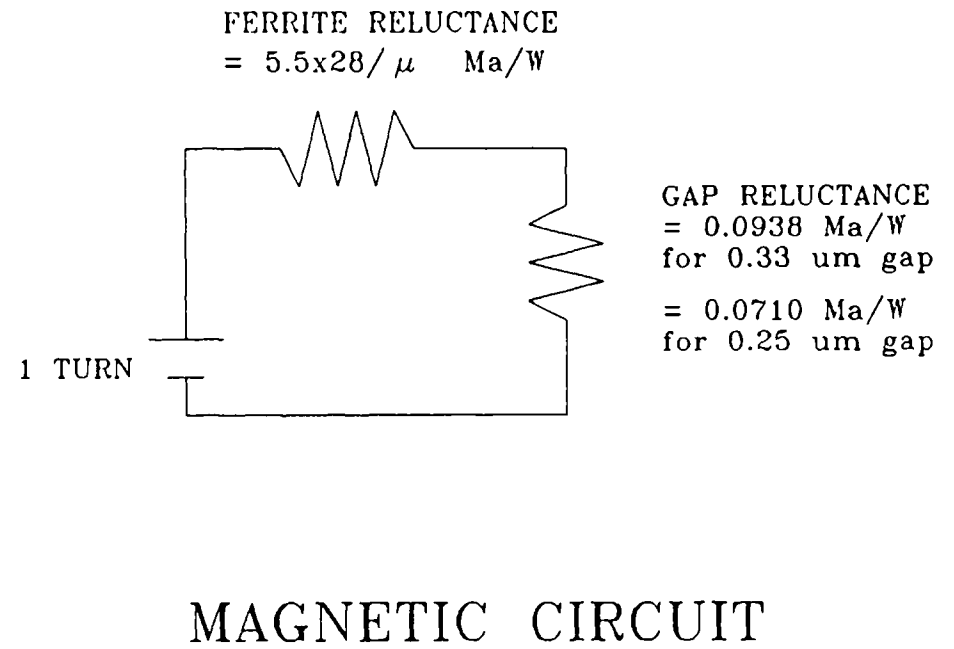 FERRITE RELUCTANCE
= 5.5x28/ μ Ma/W
GAP RELUCTANCE
= 0.0938 Ma/W
for 0.33 um gap
= 0.0710 Ma/W
for 0.25 um gap
1 TURN
MAGNETIC CIRCUIT